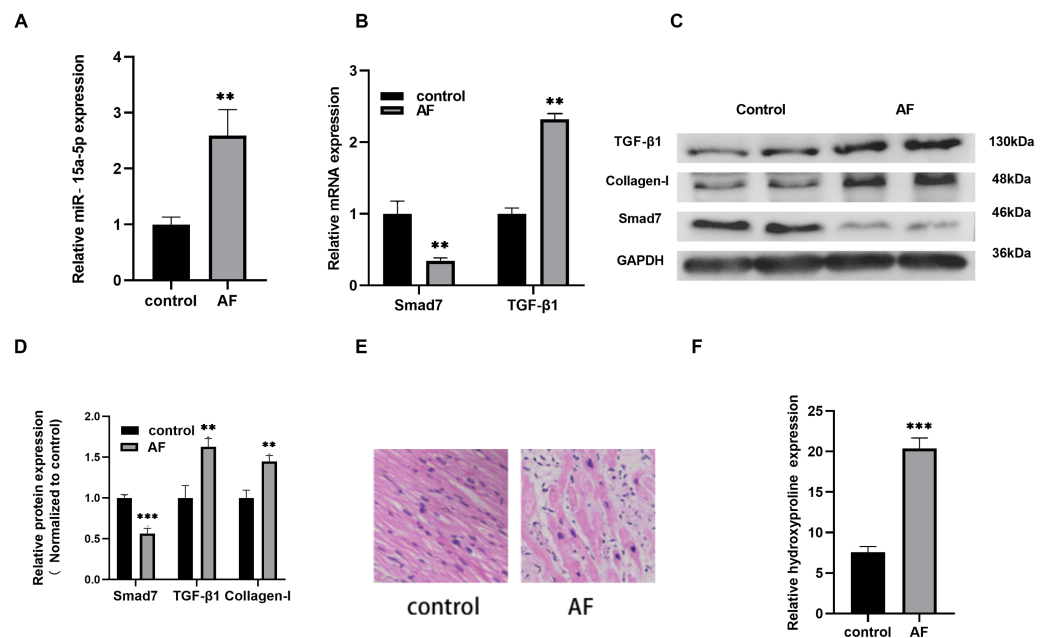 A
Relative miR- 15a-5p expression
4
3
2
1
0
**
control AF
B
Relative mRNA expression
3
2
1
0
control
AF
**
**
Smad7 TGF-β1
C
Control AF
TGF-β1 130kDa
Collagen-I 48kDa
Smad7 46kDa
GAPDH 36kDa
D
Relative protein expression
( Normalized to control)
2.0
1.5
1.0
0.5
0.0
control
AF
***
**
**
Smad7 TGF-β1 Collagen-I
E
control AF
F
Relative hydroxyproline expression
25
20
15
10
5
0
***
control AF